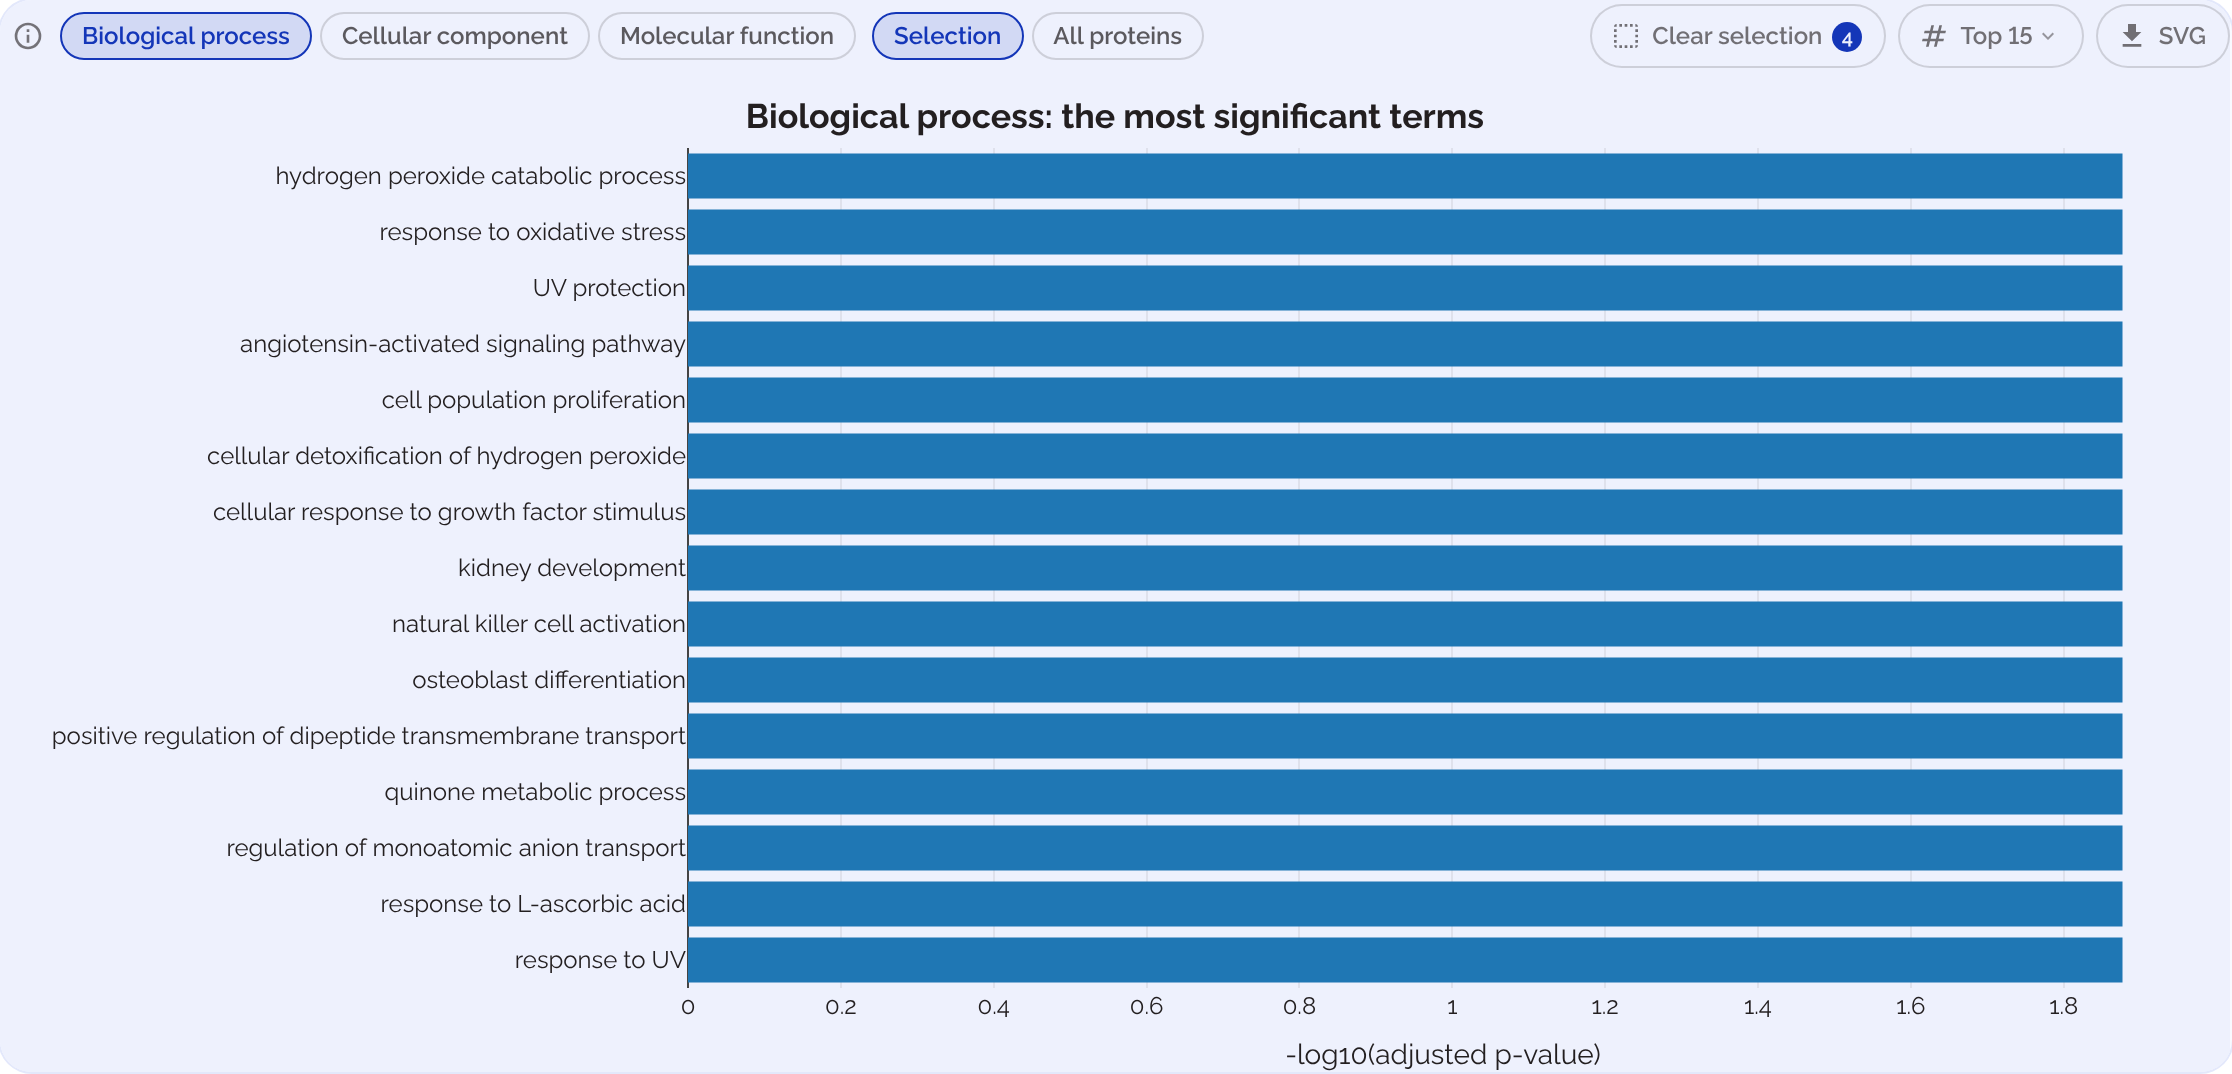 Biological process
Cellular component
Molecular function
Selection
All proteins
Clear selection 4
# Top 15
SVG
Biological process: the most significant terms
hydrogen peroxide catabolic process
response to oxidative stress
UV protection
angiotensin-activated signaling pathway
cell population proliferation
cellular detoxification of hydrogen peroxide
cellular response to growth factor stimulus
kidney development
natural killer cell activation
osteoblast differentiation
positive regulation of dipeptide transmembrane transport
quinone metabolic process
regulation of monoatomic anion transport
response to L-ascorbic acid
response to UV
0 0.2 0.4 0.6 0.8 1 1.2 1.4 1.6 1.8
-log10(adjusted p-value)